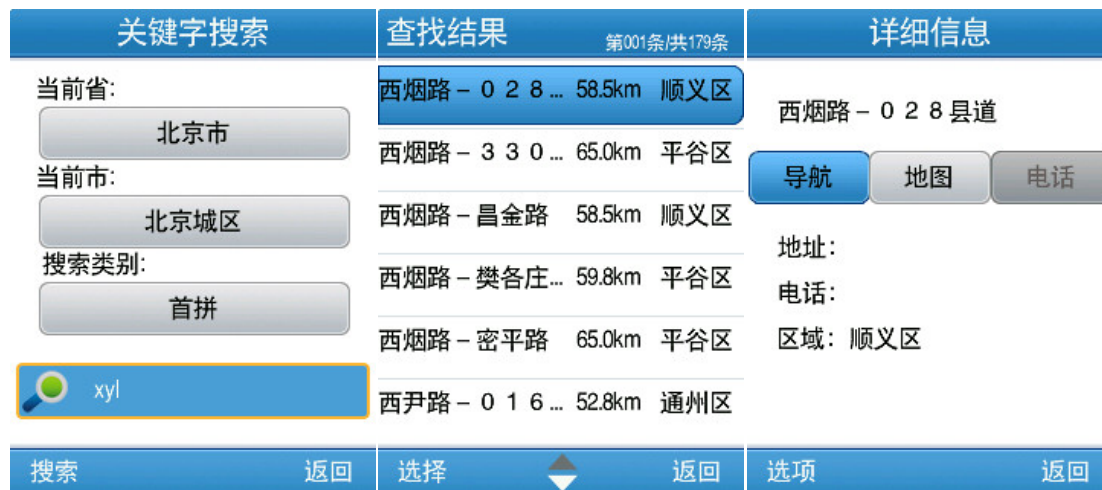 关键字搜索
当前省:
北京市
当前市:
北京城区
搜索类别:
首拼
xyl
搜索 返回
查找结果 第001条/共179条
西烟路－０２８… 58.5km 顺义区
西烟路－３３０… 65.0km 平谷区
西烟路－昌金路 58.5km 顺义区
西烟路－樊各庄… 59.8km 平谷区
西烟路－密平路 65.0km 平谷区
西尹路－０１６… 52.8km 通州区
选择 返回
详细信息
西烟路－０２８县道
导航 地图 电话
地址:
电话:
区域: 顺义区
选项 返回